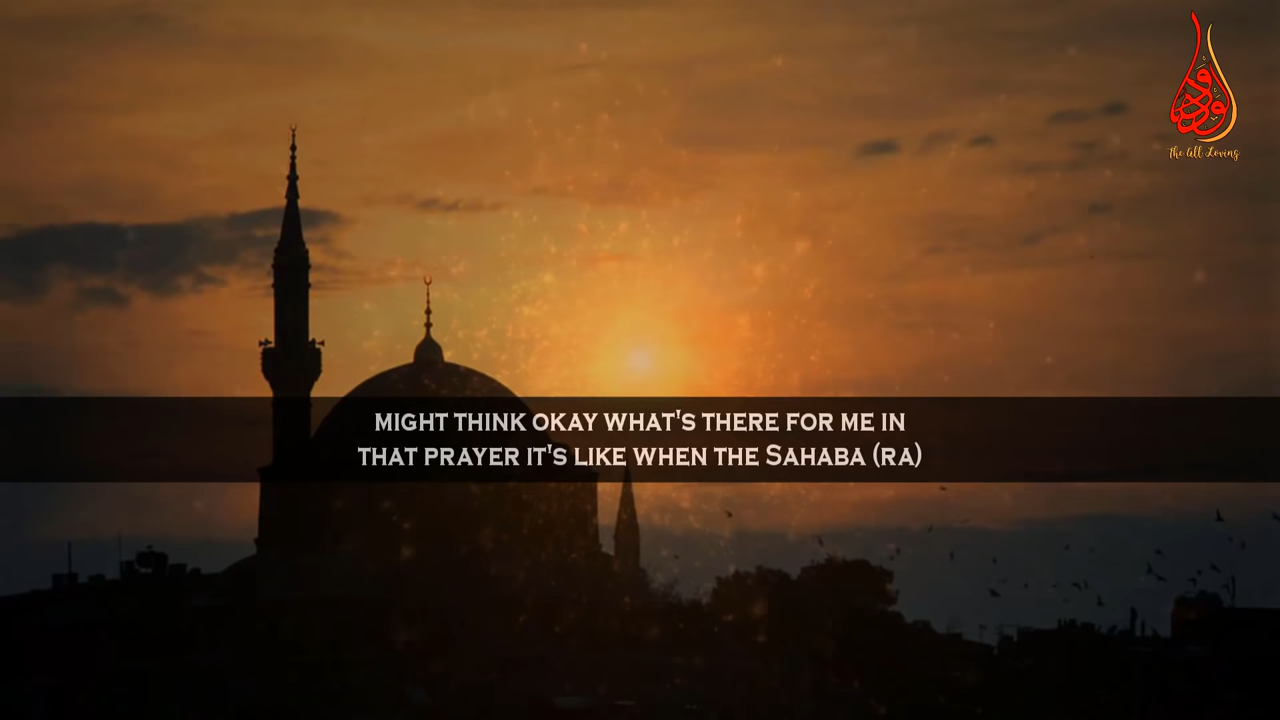 الودود
The All Loving
MIGHT THINK OKAY WHAT'S THERE FOR ME IN
THAT PRAYER IT'S LIKE WHEN THE SAHABA (RA)